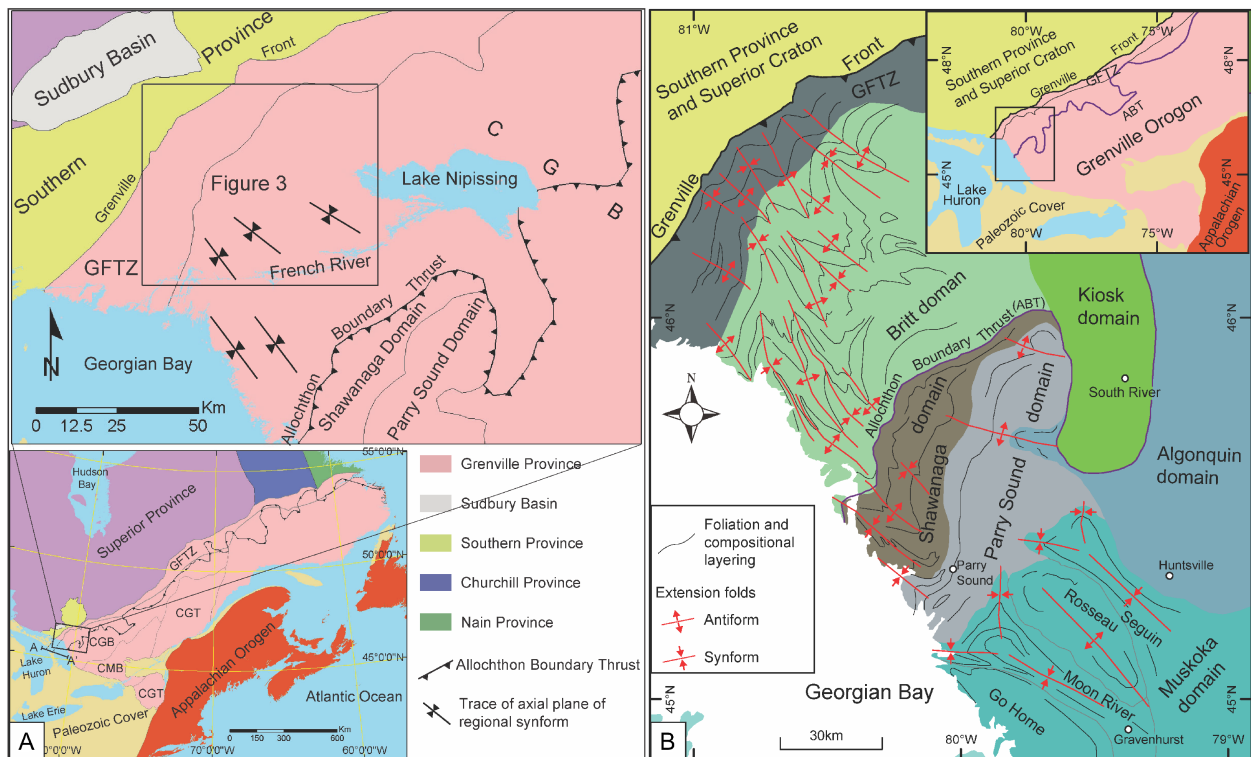 Sudbury Basin
Province
Front
Southern
Grenville
Figure 3
C
G
B
Lake Nipissing
GFTZ
French River
Georgian Bay
N
Km
0 12.5 25 50
Allochthon Boundary Thrust
Shawanaga Domain
Parry Sound Domain
Hudson
Bay
Superior Province
GFTZ
CGT
CGB
CMB
CGT
A
A'
Lake
Huron
Lake Erie
Paleozoic Cover
Appalachian Orogen
Atlantic Ocean
55°0'0"N
50°0'0"N
45°0'0"N
70°0'0"W
60°0'0"W
Km
0 150 300 600
A
Grenville Province
Sudbury Basin
Southern Province
Churchill Province
Nain Province
Allochthon Boundary Thrust
Trace of axial plane of
regional synform
81°W
Southern Province
and Superior Craton
Front
GFTZ
Grenville
46°N
Britt doman
Allochthon Boundary Thrust (ABT)
Kiosk
domain
South River
Algonquin
domain
46°N
Shawanaga domain
Parry Sound domain
Parry
Sound
Huntsville
Rosseau
Seguin
Moon River
Go Home
Muskoka
domain
Gravenhurst
Georgian Bay
N
Foliation and
compositional
layering
Extension folds
Antiform
Synform
30km
45°N
80°W
79°W
45°N
B
80°W
75°W
48°N
48°N
Southern Province
and Superior Craton
Grenville Front
GFTZ
ABT
Grenville Orogon
45°N
45°N
Lake
Huron
Paleozoic Cover
Appalachian
Orogen
80°W
75°W